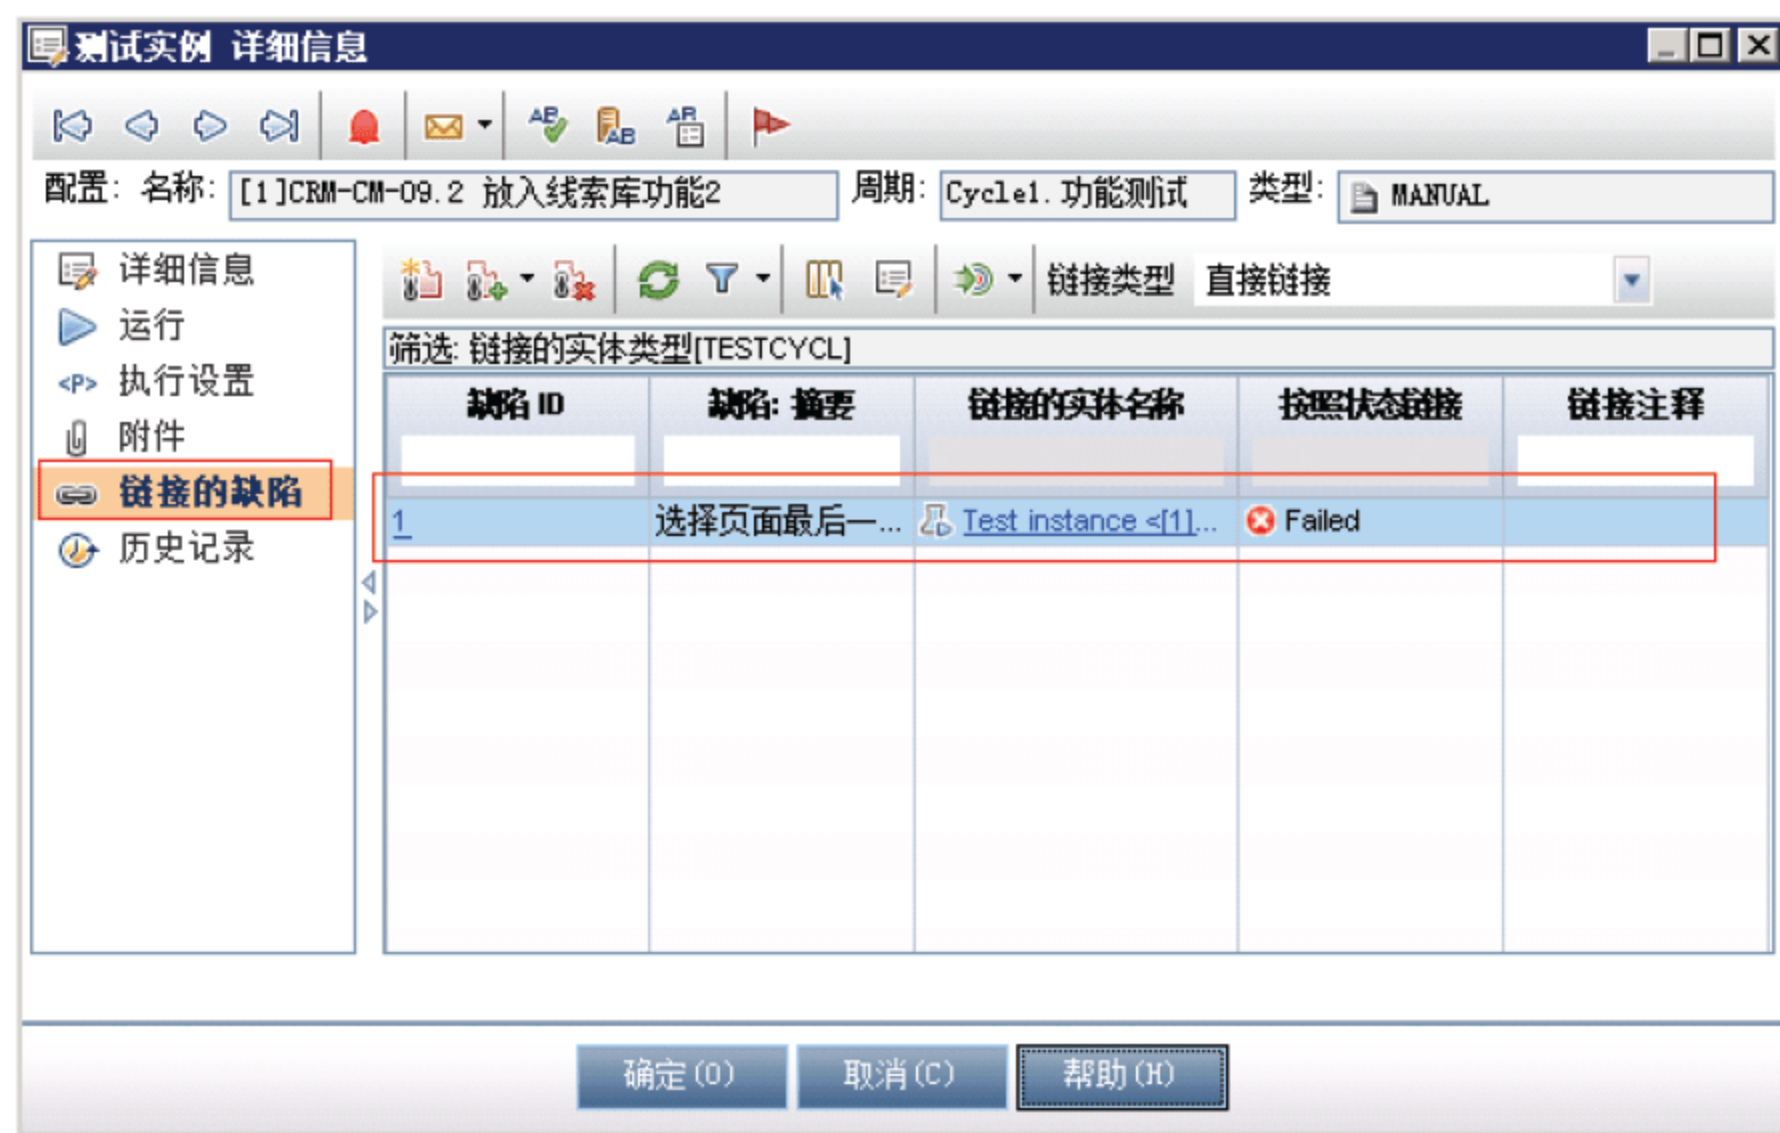 测试实例 详细信息
配置: 名称: [1]CRM-CM-09.2 放入线索库功能2 周期: Cycle1.功能测试 类型: MANUAL
详细信息
运行
<P> 执行设置
附件
链接的缺陷
历史记录
链接类型 直接链接
筛选: 链接的实体类型[TESTCYCL]
缺陷 ID 缺陷: 摘要 链接的实体名称 按照状态链接 链接注释
1 选择页面最后一... Test instance <[1]... Failed
确定(O) 取消(C) 帮助(H)